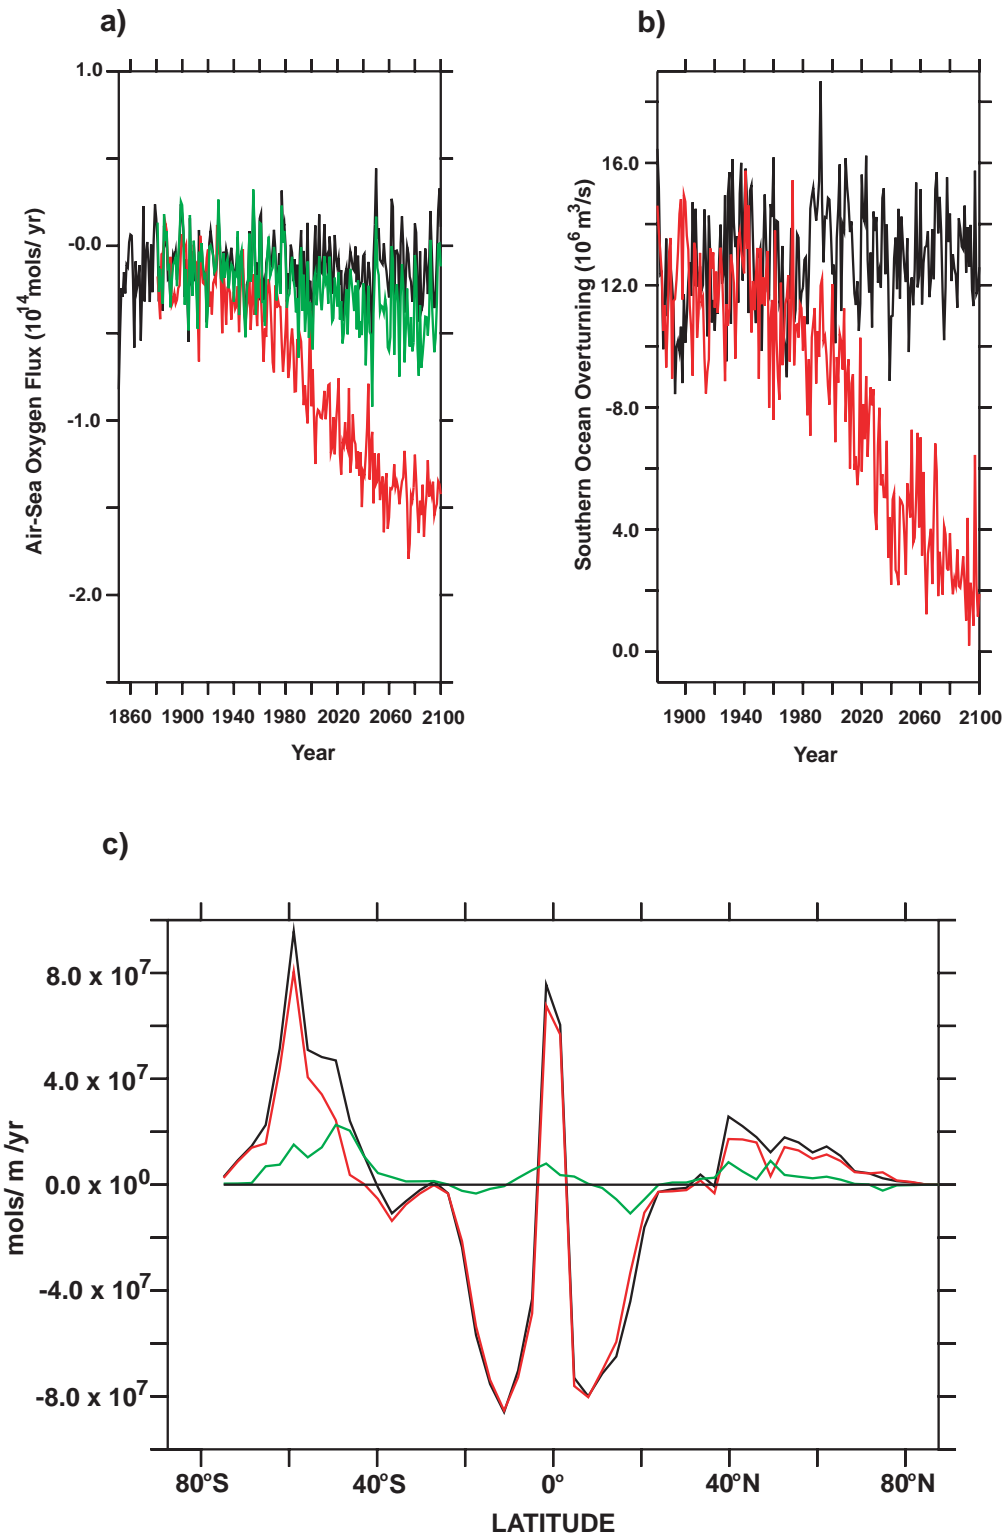 a)
1.0
-0.0
-1.0
-2.0
Air-Sea Oxygen Flux (10^14 mols/ yr)
1860 1900 1940 1980 2020 2060 2100
Year
b)
16.0
12.0
-8.0
4.0
0.0
Southern Ocean Overturning (10^6 m^3/s)
1900 1940 1980 2020 2060 2100
Year
c)
8.0 x 10^7
4.0 x 10^7
0.0 x 10^0
-4.0 x 10^7
-8.0 x 10^7
mols/ m /yr
80°S 40°S 0° 40°N 80°N
LATITUDE